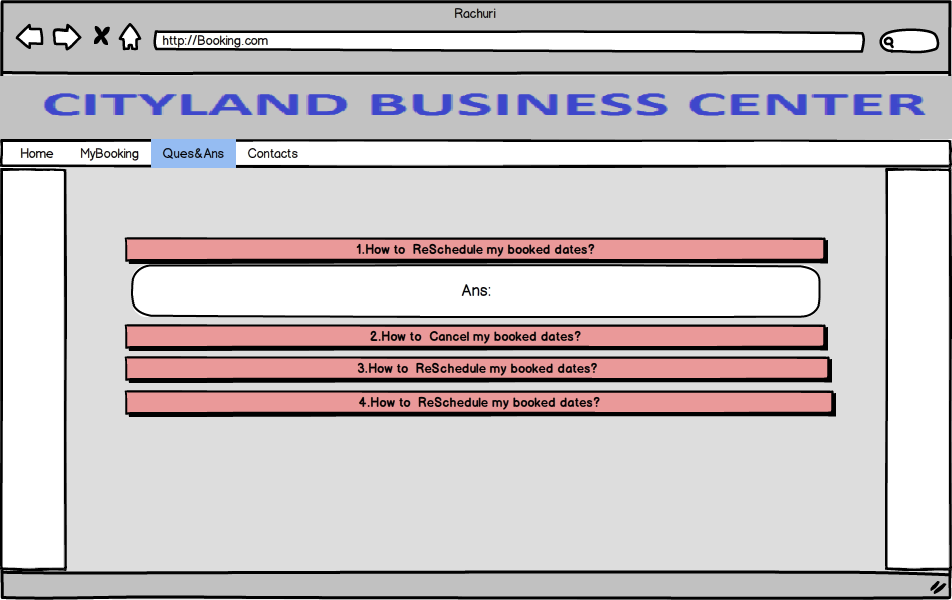 Rachuri
http://Booking.com
CITYLAND BUSINESS CENTER
Home MyBooking Ques&Ans Contacts
1.How to ReSchedule my booked dates?
Ans:
2.How to Cancel my booked dates?
3.How to ReSchedule my booked dates?
4.How to ReSchedule my booked dates?